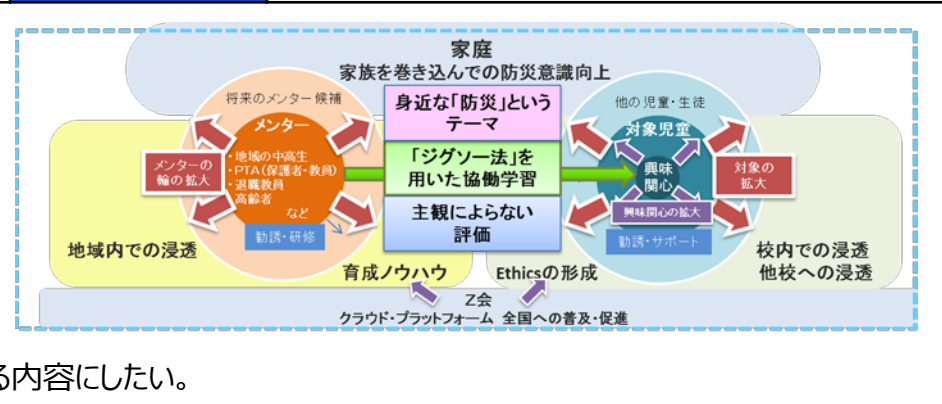 家庭
家族を巻き込んでの防災意識向上
将来のメンター候補
メンター
・地域の中高生
・PTA(保護者・教員)
・退職教員
高齢者
など
勧誘・研修
メンターの
輪の拡大
地域内での浸透
育成ノウハウ
身近な「防災」という
テーマ
「ジグソー法」を
用いた協働学習
主観によらない
評価
他の児童・生徒
対象児童
興味
関心
興味関心の拡大
勧誘・サポート
対象の
拡大
校内での浸透
他校への浸透
Ethicsの形成
Z会
クラウド・プラットフォーム 全国への普及・促進
る内容にしたい。